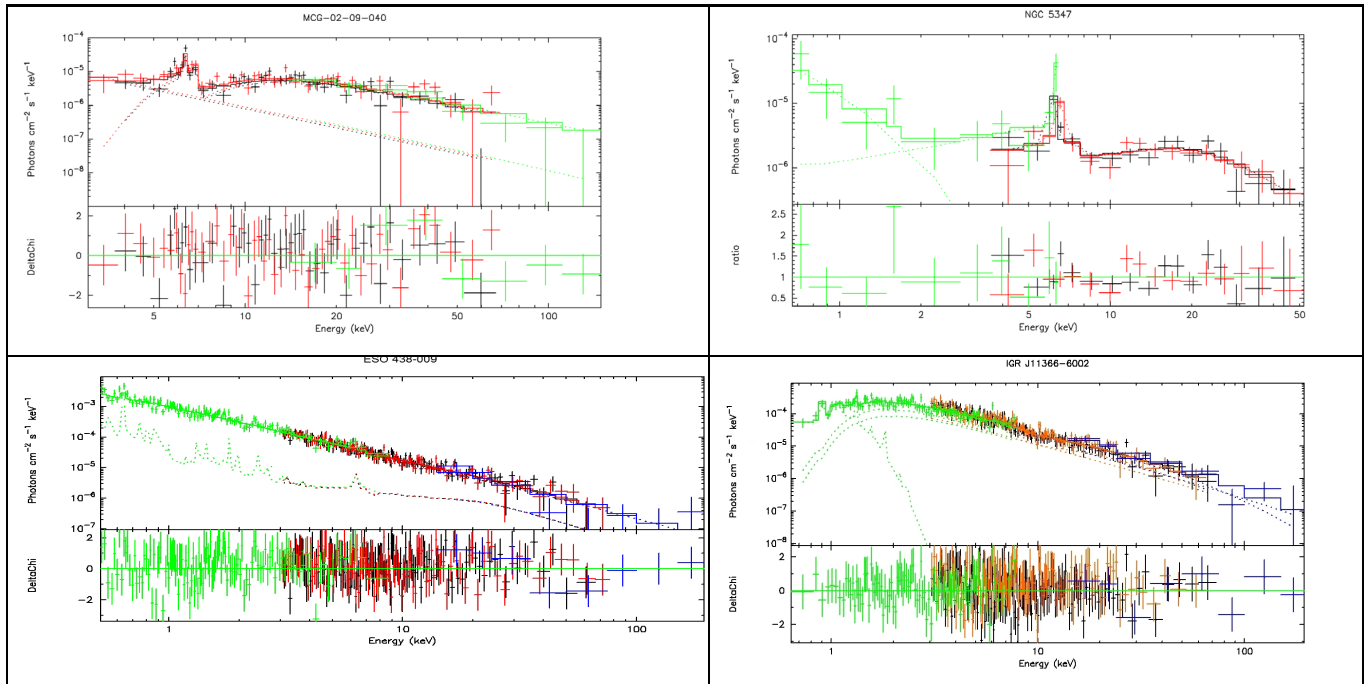 MCG−02−09−040
Photons cm⁻² s⁻¹ keV⁻¹
10⁻⁴
10⁻⁵
10⁻⁶
10⁻⁷
10⁻⁸
DeltoChi
2
0
−2
5 10 20 50 100
Energy (keV)
NGC 5347
Photons cm⁻² s⁻¹ keV⁻¹
10⁻⁴
10⁻⁵
10⁻⁶
ratio
2.5
2
1.5
1
0.5
1 2 5 10 20 50
Energy (keV)
ESO 438-009
Photons cm⁻² s⁻¹ keV⁻¹
10⁻³
10⁻⁴
10⁻⁵
10⁻⁶
10⁻⁷
DeltoChi
2
0
−2
1 10 100
Energy (keV)
IGR J11366−6002
Photons cm⁻² s⁻¹ keV⁻¹
10⁻⁴
10⁻⁵
10⁻⁶
10⁻⁷
10⁻⁸
DeltoChi
2
0
−2
1 10 100
Energy (keV)